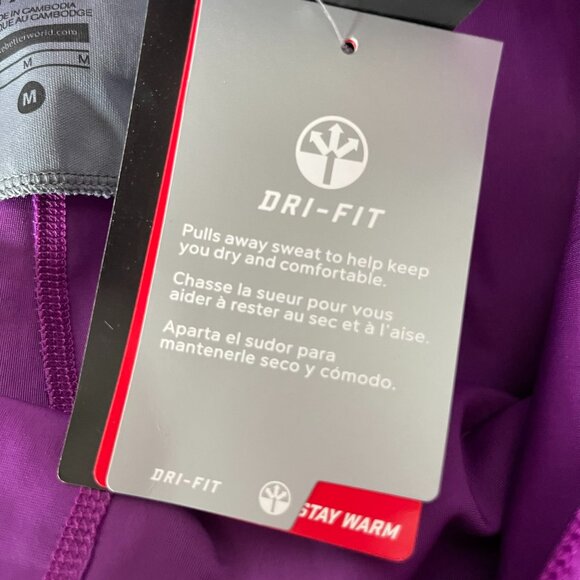 IN CAMBODIA
AU CAMBODGE
betterworld.com
M M
M
DRI-FIT
Pulls away sweat to help keep
you dry and comfortable.
Chasse la sueur pour vous
aider à rester au sec et à l'aise.
Aparta el sudor para
mantenerle seco y cómodo.
DRI-FIT
STAY WARM